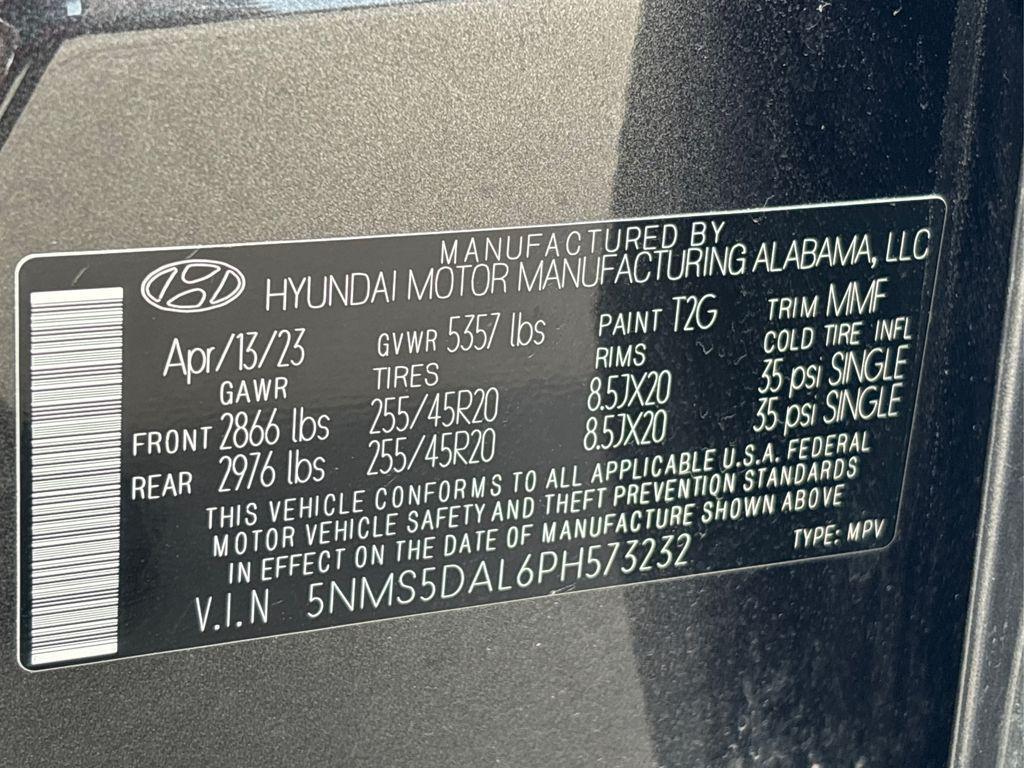 MANUFACTURED BY
HYUNDAI MOTOR MANUFACTURING ALABAMA, LLC
Apr/13/23 GVWR 5357 lbs PAINT T2G TRIM MMF
GAWR TIRES RIMS COLD TIRE INFL
FRONT 2866 lbs 255/45R20 8.5JX20 35 psi SINGLE
REAR 2976 lbs 255/45R20 8.5JX20 35 psi SINGLE
THIS VEHICLE CONFORMS TO ALL APPLICABLE U.S.A. FEDERAL
MOTOR VEHICLE SAFETY AND THEFT PREVENTION STANDARDS
IN EFFECT ON THE DATE OF MANUFACTURE SHOWN ABOVE
V.I.N 5NMS5DAL6PH573232 TYPE: MPV